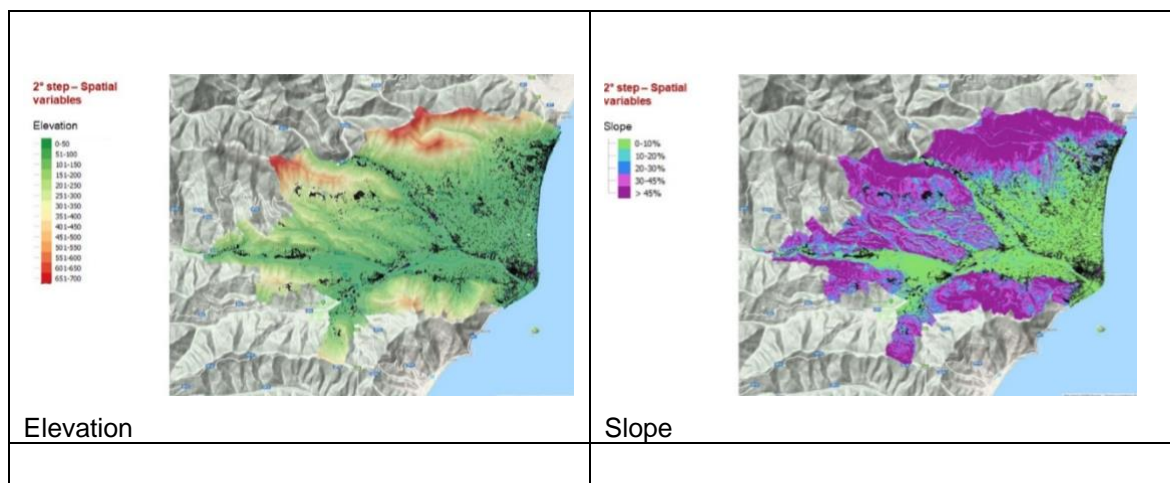 2° step – Spatial
variables
Elevation
0-50
51-100
101-150
151-200
201-250
251-300
301-350
351-400
401-450
451-500
501-550
551-600
601-650
651-700
Elevation
2° step – Spatial
variables
Slope
0-10%
10-20%
20-30%
30-45%
> 45%
Slope